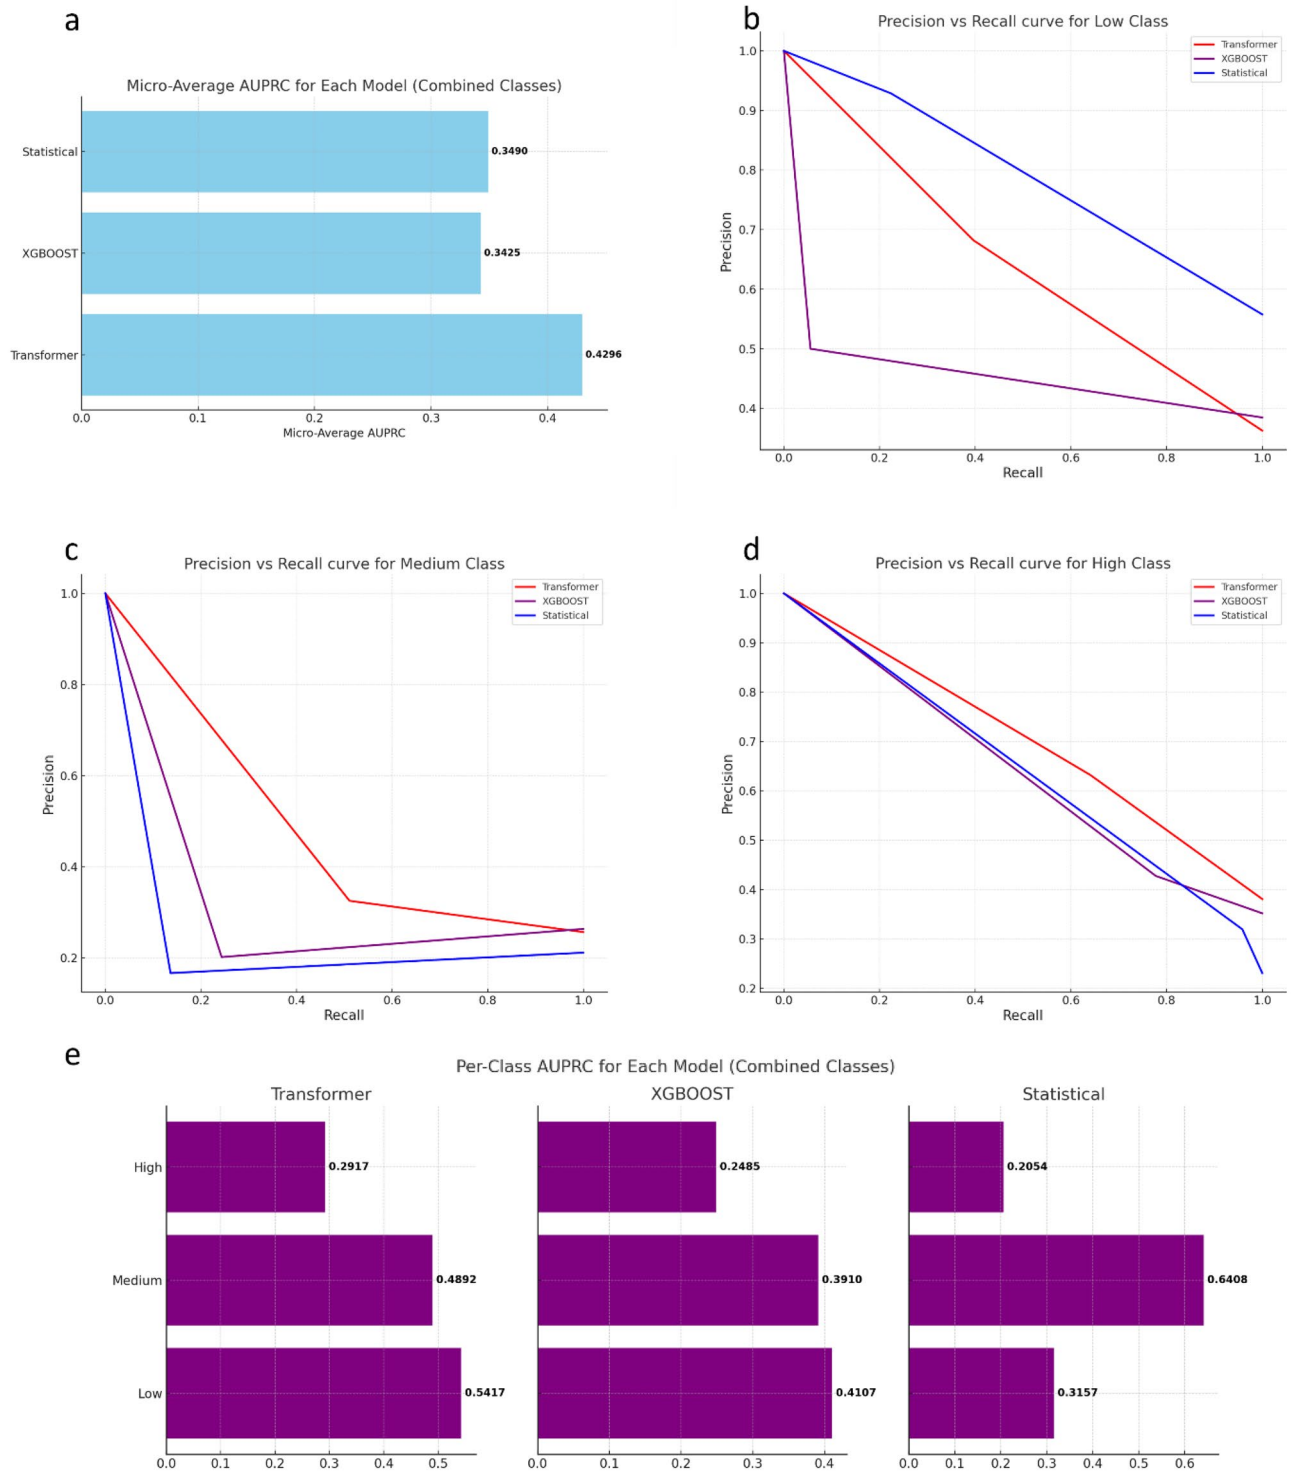 a
Micro-Average AUPRC for Each Model (Combined Classes)
Statistical
0.3490
XGBOOST
0.3425
Transformer
0.4296
0.0 0.1 0.2 0.3 0.4
Micro-Average AUPRC
b
Precision vs Recall curve for Low Class
Transformer
XGBOOST
Statistical
1.0
0.9
0.8
0.7
0.6
0.5
0.4
Precision
0.0 0.2 0.4 0.6 0.8 1.0
Recall
c
Precision vs Recall curve for Medium Class
Transformer
XGBOOST
Statistical
1.0
0.8
0.6
0.4
0.2
Precision
0.0 0.2 0.4 0.6 0.8 1.0
Recall
d
Precision vs Recall curve for High Class
Transformer
XGBOOST
Statistical
1.0
0.9
0.8
0.7
0.6
0.5
0.4
0.3
0.2
Precision
0.0 0.2 0.4 0.6 0.8 1.0
Recall
e
Per-Class AUPRC for Each Model (Combined Classes)
Transformer
High
0.2917
Medium
0.4892
Low
0.5417
0.0 0.1 0.2 0.3 0.4 0.5
XGBOOST
0.2485
0.3910
0.4107
0.0 0.1 0.2 0.3 0.4
Statistical
0.2054
0.6408
0.3157
0.0 0.1 0.2 0.3 0.4 0.5 0.6